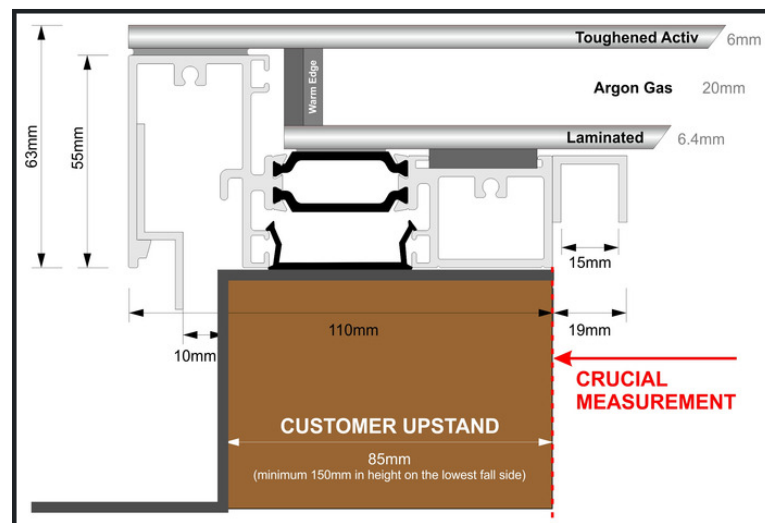 Toughened Activ
6mm
63mm
55mm
Warm Edge
Argon Gas
20mm
Laminated
6.4mm
15mm
110mm
19mm
10mm
CRUCIAL
MEASUREMENT
CUSTOMER UPSTAND
85mm
(minimum 150mm in height on the lowest fall side)